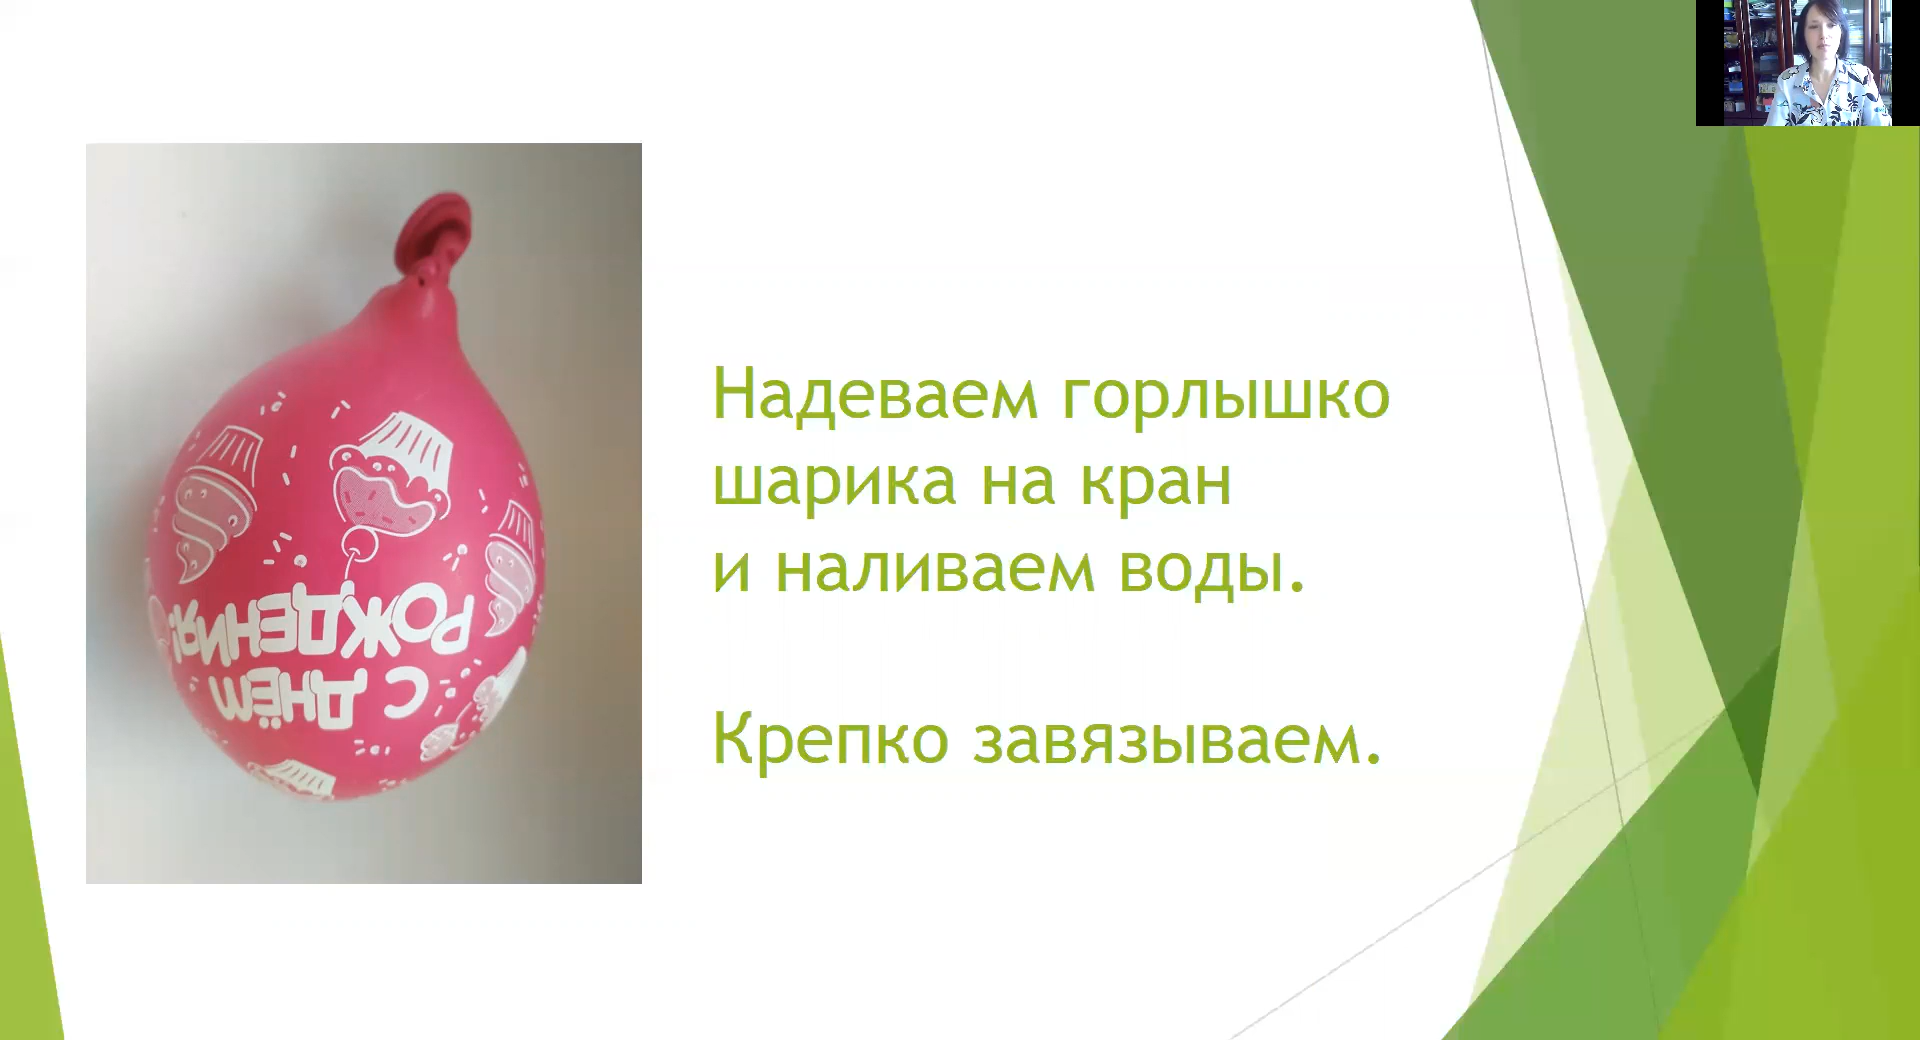 С ДНЁМ
РОЖДЕНИЯ!
Надеваем горлышко
шарика на кран
и наливаем воды.
Крепко завязываем.